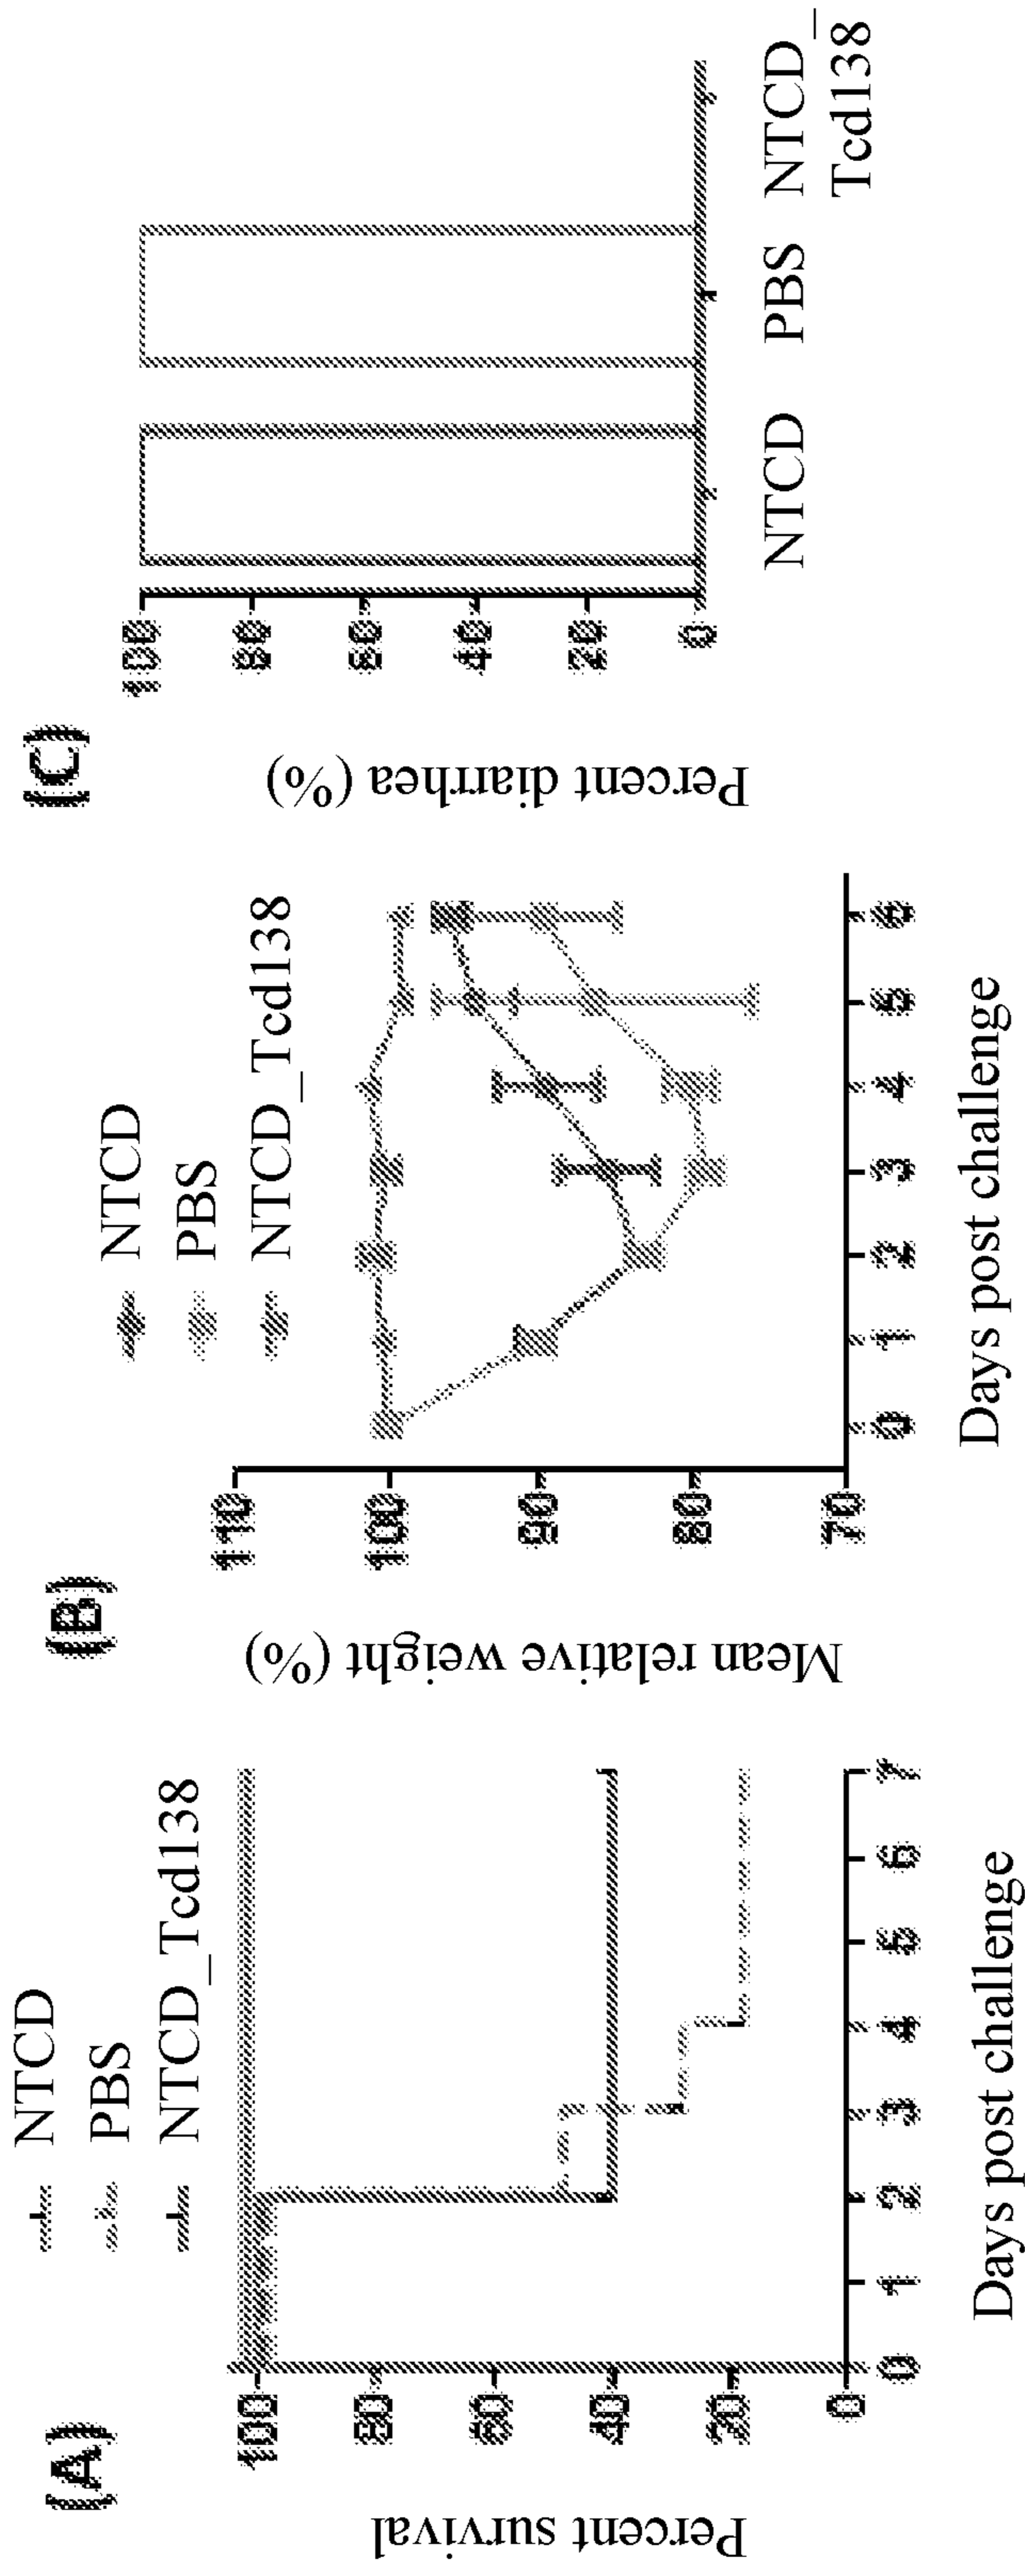 (A)
NTCD
PBS
NTCD_Tcd138
Percent survival
100
80
60
40
20
0
0 1 2 3 4 5 6 7
Days post challenge
(B)
NTCD
PBS
NTCD_Tcd138
Mean relative weight (%)
110
100
90
80
70
0 1 2 3 4 5
Days post challenge
(C)
Percent diarrhea (%)
100
80
60
40
20
0
NTCD PBS NTCD_
Tcd138